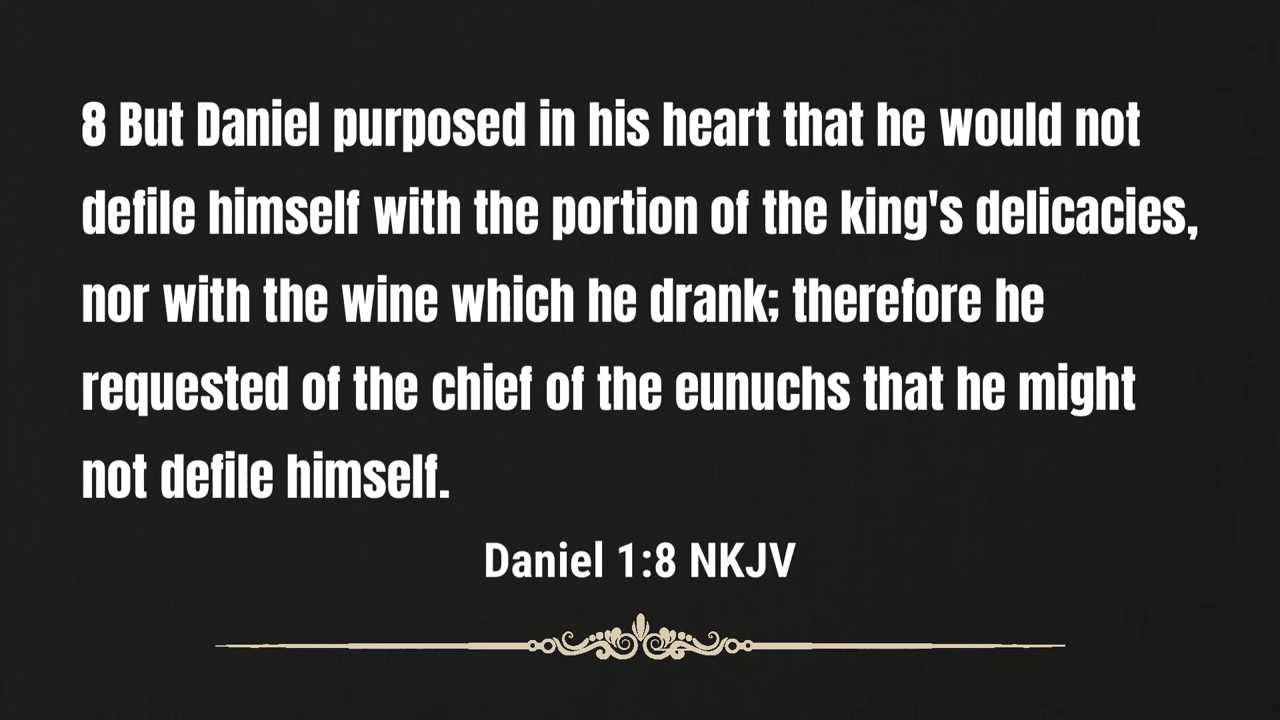 8 But Daniel purposed in his heart that he would not
defile himself with the portion of the king's delicacies,
nor with the wine which he drank; therefore he
requested of the chief of the eunuchs that he might
not defile himself.
Daniel 1:8 NKJV